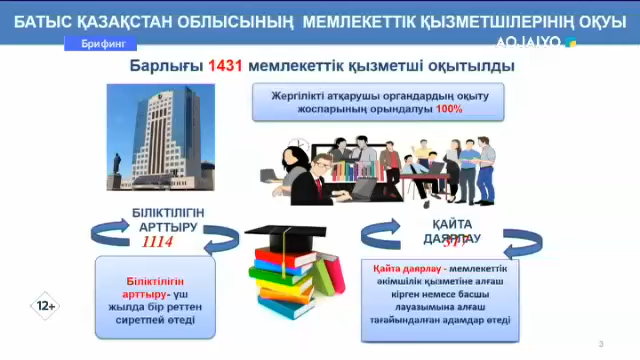 БАТЫС ҚАЗАҚСТАН ОБЛЫСЫНЫҢ МЕМЛЕКЕТТІК ҚЫЗМЕТШІЛЕРІНІҢ ОҚУЫ
Брифинг
AQJAIYQ
Барлығы 1431 мемлекеттік қызметші оқытылды
Жергілікті атқарушы органдардың оқыту
жоспарының орындалуы 100%
БІЛІКТІЛІГІН
АРТТЫРУ
1114
ҚАЙТА
ДАЯРЛАУ
317
Біліктілігін
арттыру- үш
жылда бір реттен
сиретпей өтеді
Қайта даярлау - мемлекеттік
әкімшілік қызметіне алғаш
кірген немесе басшы
лауазымына алғаш
тағайындалған адамдар өтеді
12+
3